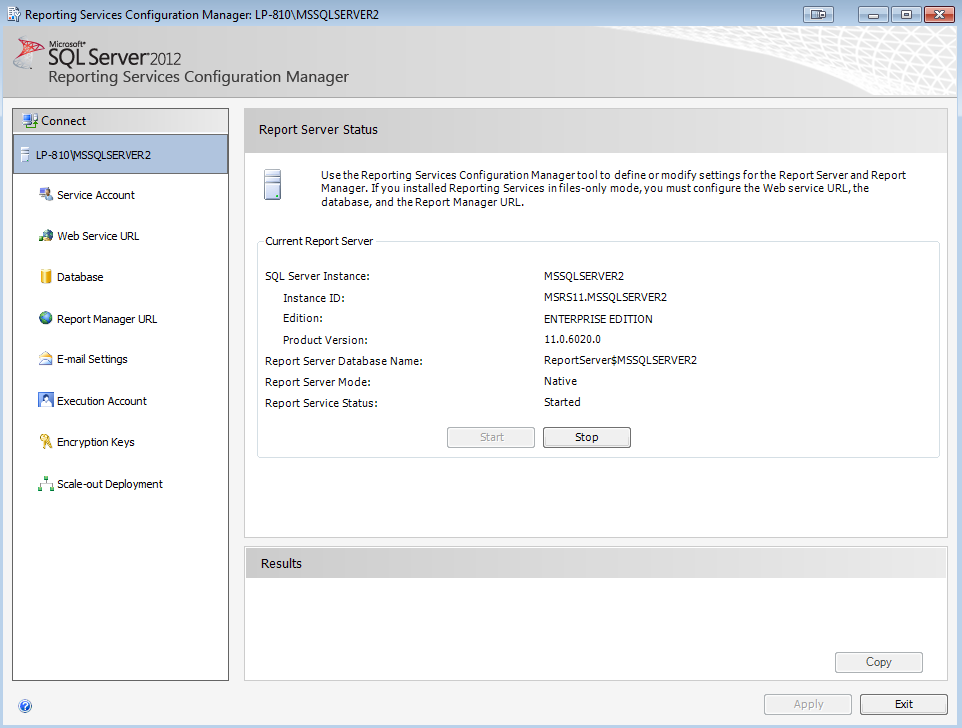 Reporting Services Configuration Manager: LP-810\MSSQLSERVER2
Microsoft®
SQL Server 2012
Reporting Services Configuration Manager
Connect
LP-810\MSSQLSERVER2
Service Account
Web Service URL
Database
Report Manager URL
E-mail Settings
Execution Account
Encryption Keys
Scale-out Deployment
Report Server Status
Use the Reporting Services Configuration Manager tool to define or modify settings for the Report Server and Report
Manager. If you installed Reporting Services in files-only mode, you must configure the Web service URL, the
database, and the Report Manager URL.
Current Report Server
SQL Server Instance: MSSQLSERVER2
Instance ID: MSRS11.MSSQLSERVER2
Edition: ENTERPRISE EDITION
Product Version: 11.0.6020.0
Report Server Database Name: ReportServer$MSSQLSERVER2
Report Server Mode: Native
Report Service Status: Started
Start Stop
Results
Copy
Apply Exit